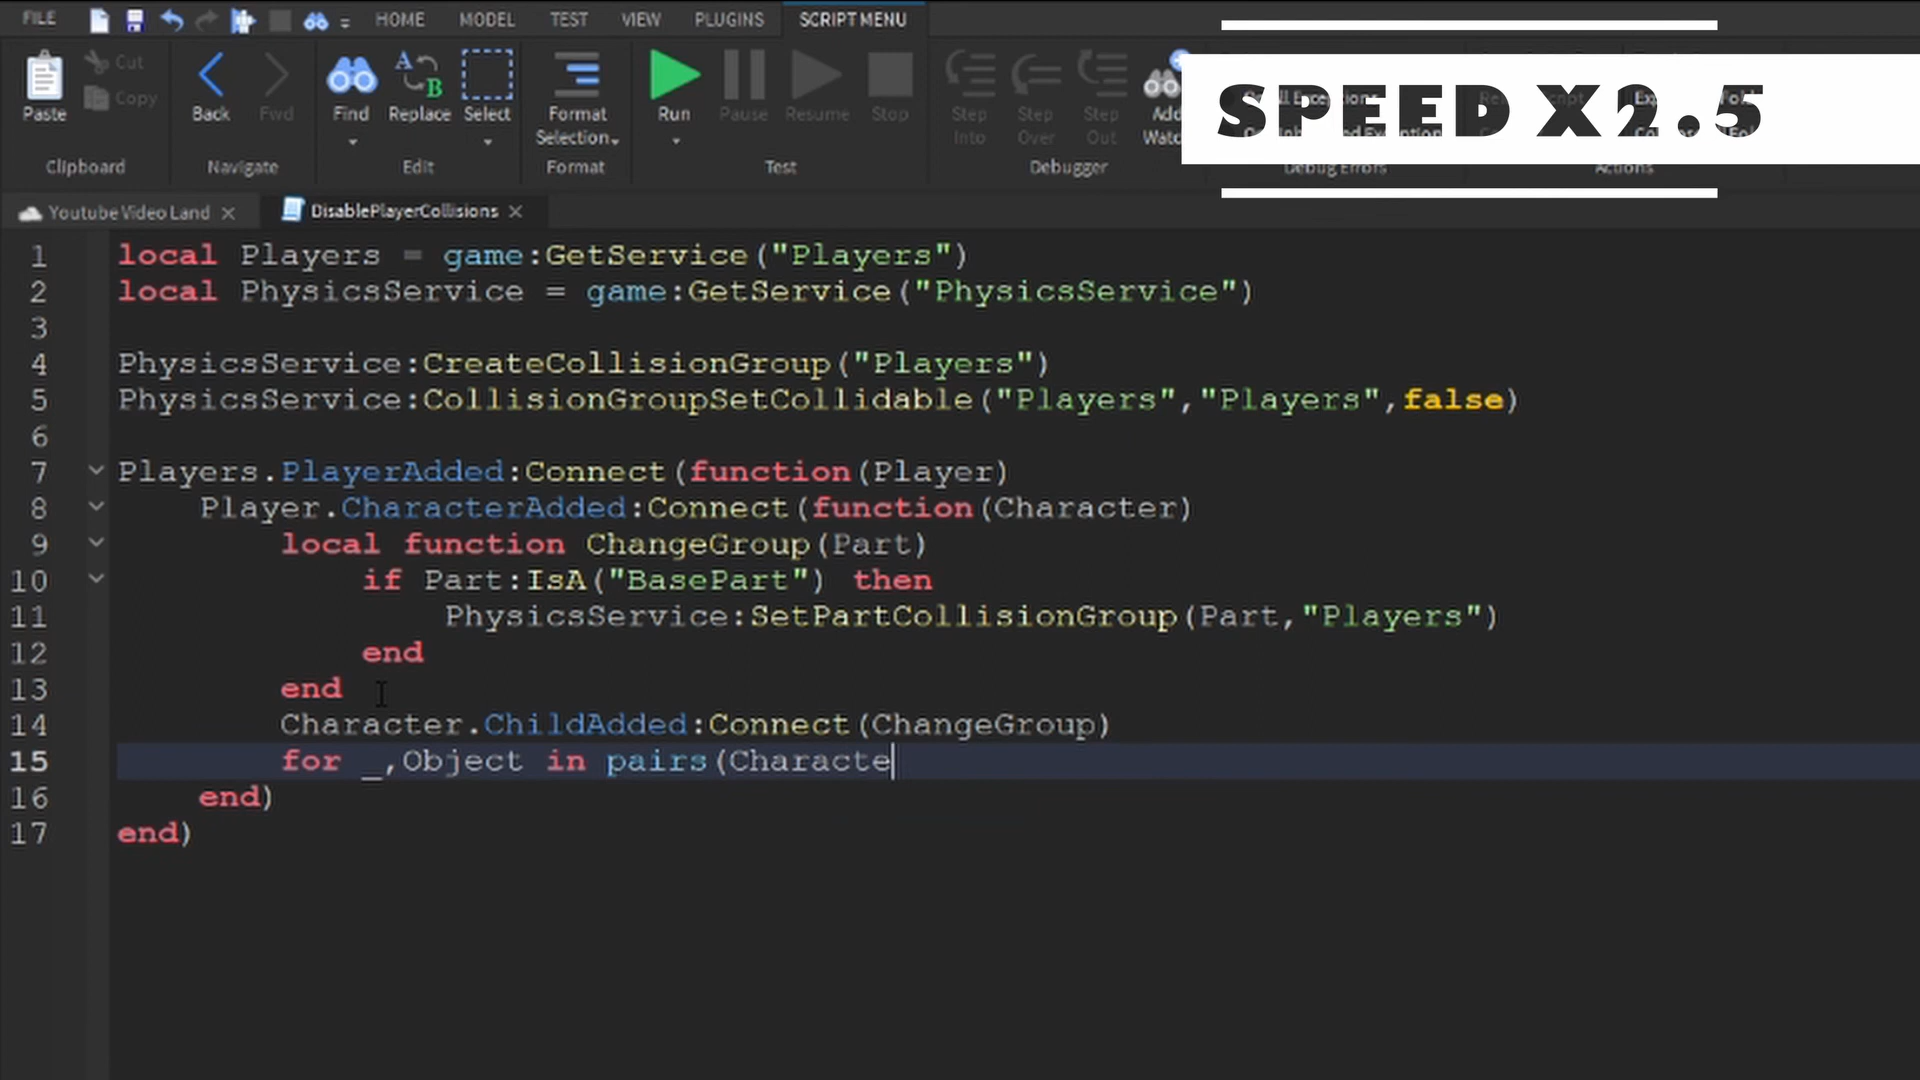 FILE HOME MODEL TEST VIEW PLUGINS SCRIPT MENU
SPEED X2.5
Paste Cut Copy Back Fwd Find Replace Select Format Selection Run Pause Resume Stop Step Into Step Over Step Out Add Watch
Clipboard Navigate Edit Format Test Debugger Debug Errors Actions
Youtube Video Land DisablePlayerCollisions
1 local Players = game:GetService("Players")
2 local PhysicsService = game:GetService("PhysicsService")
3
4 PhysicsService:CreateCollisionGroup("Players")
5 PhysicsService:CollisionGroupSetCollidable("Players","Players",false)
6
7 Players.PlayerAdded:Connect(function(Player)
8 Player.CharacterAdded:Connect(function(Character)
9 local function ChangeGroup(Part)
10 if Part:IsA("BasePart") then
11 PhysicsService:SetPartCollisionGroup(Part,"Players")
12 end
13 end
14 Character.ChildAdded:Connect(ChangeGroup)
15 for _,Object in pairs(Characte
16 end)
17 end)